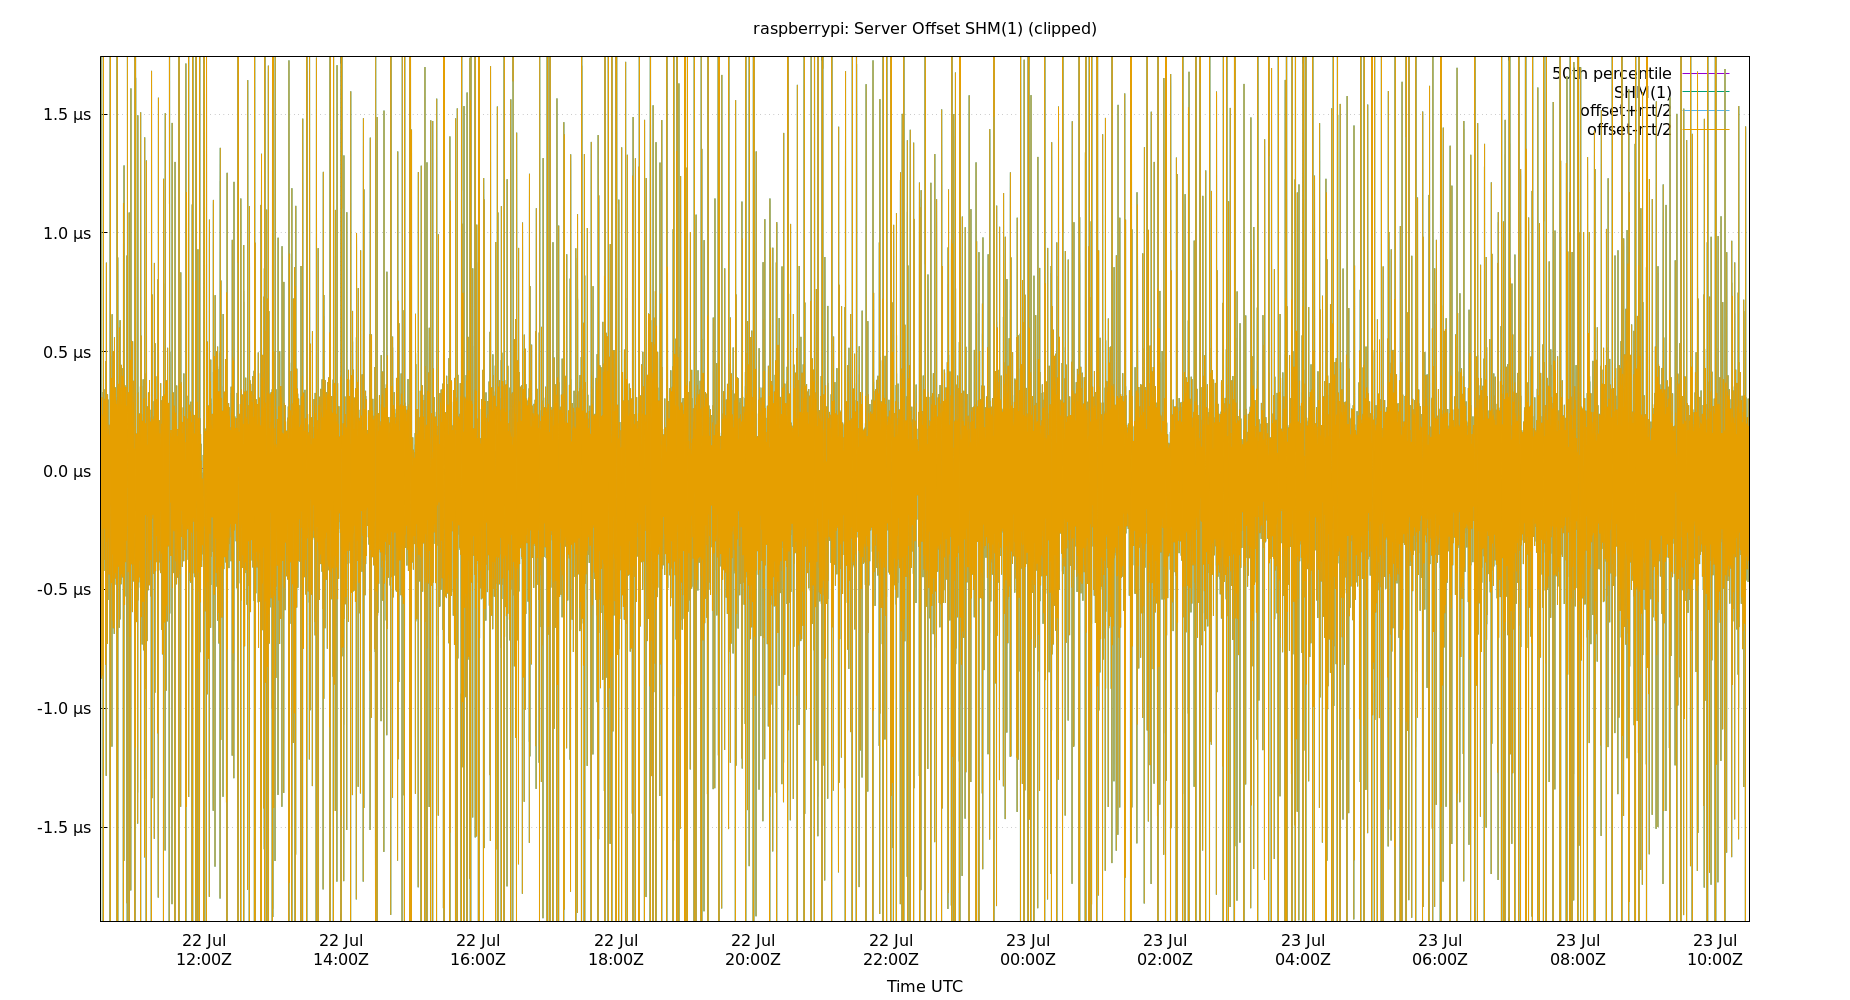 raspberrypi: Server Offset SHM(1) (clipped)
50th percentile
SHM(1)
offset+rtt/2
offset-rtt/2
1.5 µs
1.0 µs
0.5 µs
0.0 µs
-0.5 µs
-1.0 µs
-1.5 µs
22 Jul 22 Jul 22 Jul 22 Jul 22 Jul 22 Jul 23 Jul 23 Jul 23 Jul 23 Jul 23 Jul 23 Jul
12:00Z 14:00Z 16:00Z 18:00Z 20:00Z 22:00Z 00:00Z 02:00Z 04:00Z 06:00Z 08:00Z 10:00Z
Time UTC